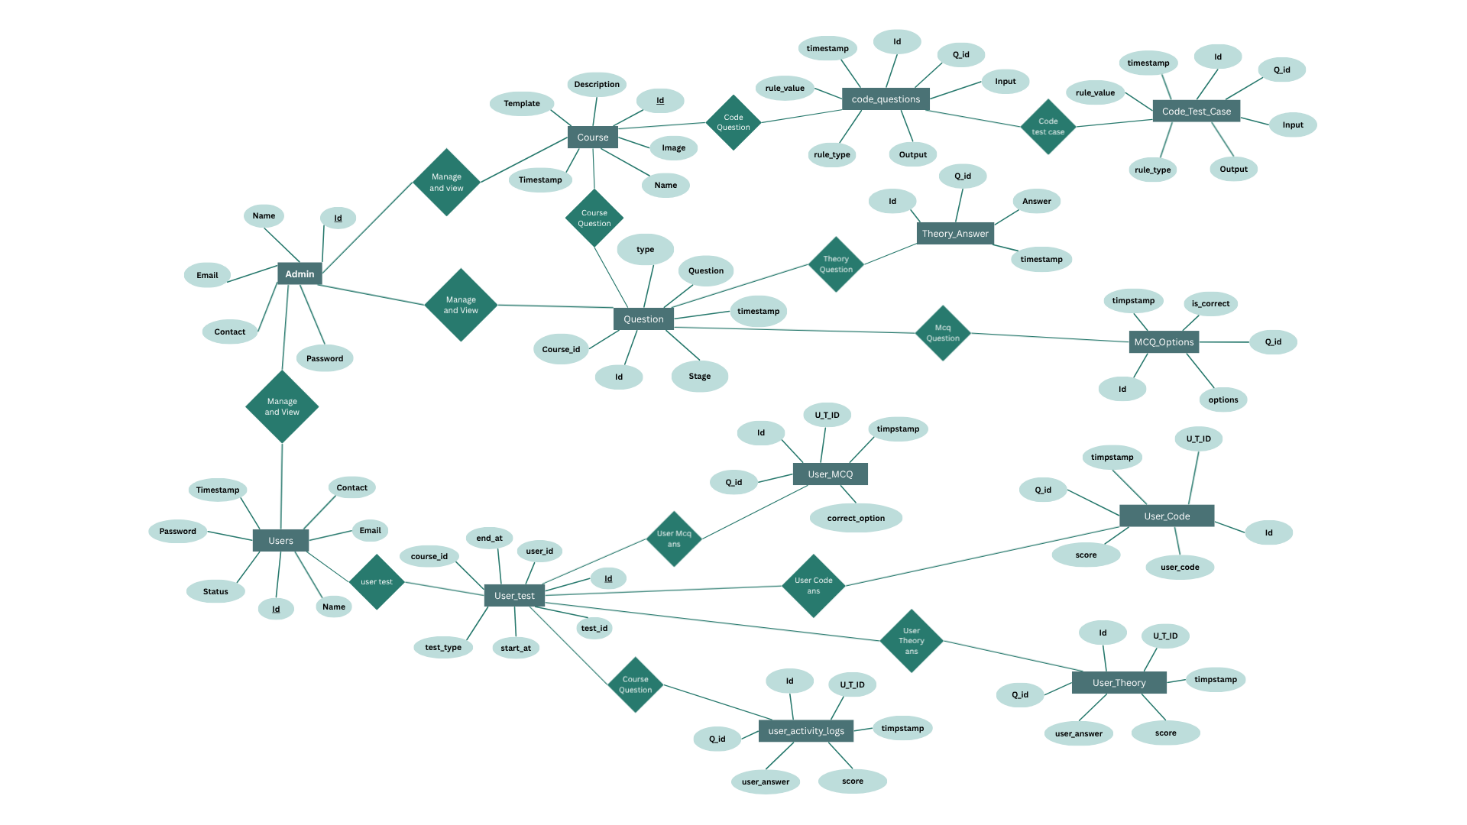 timestamp
Id
Q_id
Input
rule_value
code_questions
rule_type
Output
timestamp
Id
Q_id
rule_value
Code_Test_Case
Input
rule_type
Output
Code
test case
Code
Question
Description
Template
Id
Course
Image
Timestamp
Name
Manage
and view
Course
Question
Name
Id
Admin
Email
Contact
Password
Manage
and View
Manage
and View
type
Question
timestamp
Question
Course_id
Id
Stage
Theory
Question
Q_id
Id
Answer
Theory_Answer
timestamp
Mcq
Question
timpstamp
is_correct
MCQ_Options
Q_id
Id
options
Timestamp
Contact
Password
Email
Users
Status
Id
Name
user test
end_at
course_id
user_id
Id
User_test
test_id
test_type
start_at
User Mcq
ans
Id
U_T_ID
timpstamp
User_MCQ
Q_id
correct_option
User Code
ans
U_T_ID
timpstamp
Q_id
User_Code
Id
score
user_code
User
Theory
ans
Id
U_T_ID
timpstamp
User_Theory
Q_id
user_answer
score
Course
Question
Id
U_T_ID
timpstamp
user_activity_logs
Q_id
user_answer
score